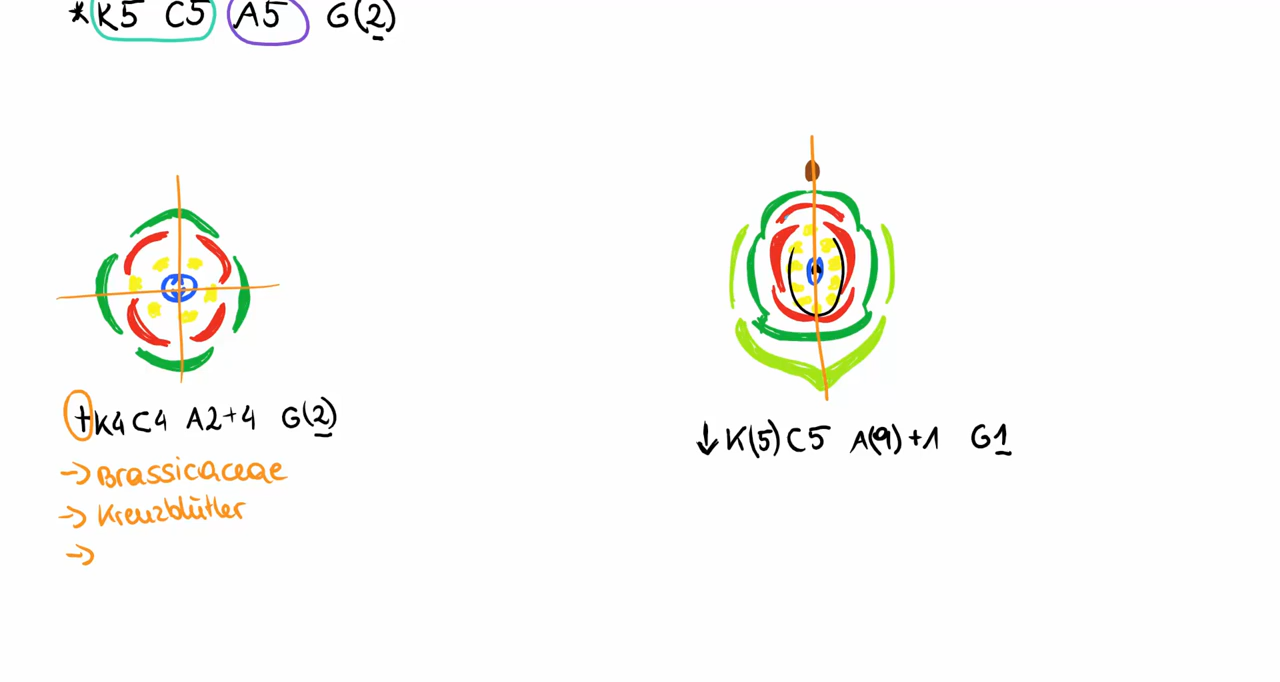 *K5 C5 A5 G(2)
+K4 C4 A2+4 G(2)
→ Brassicaceae
→ Kreuzblütler
→
↓K(5) C5 A(9)+1 G1